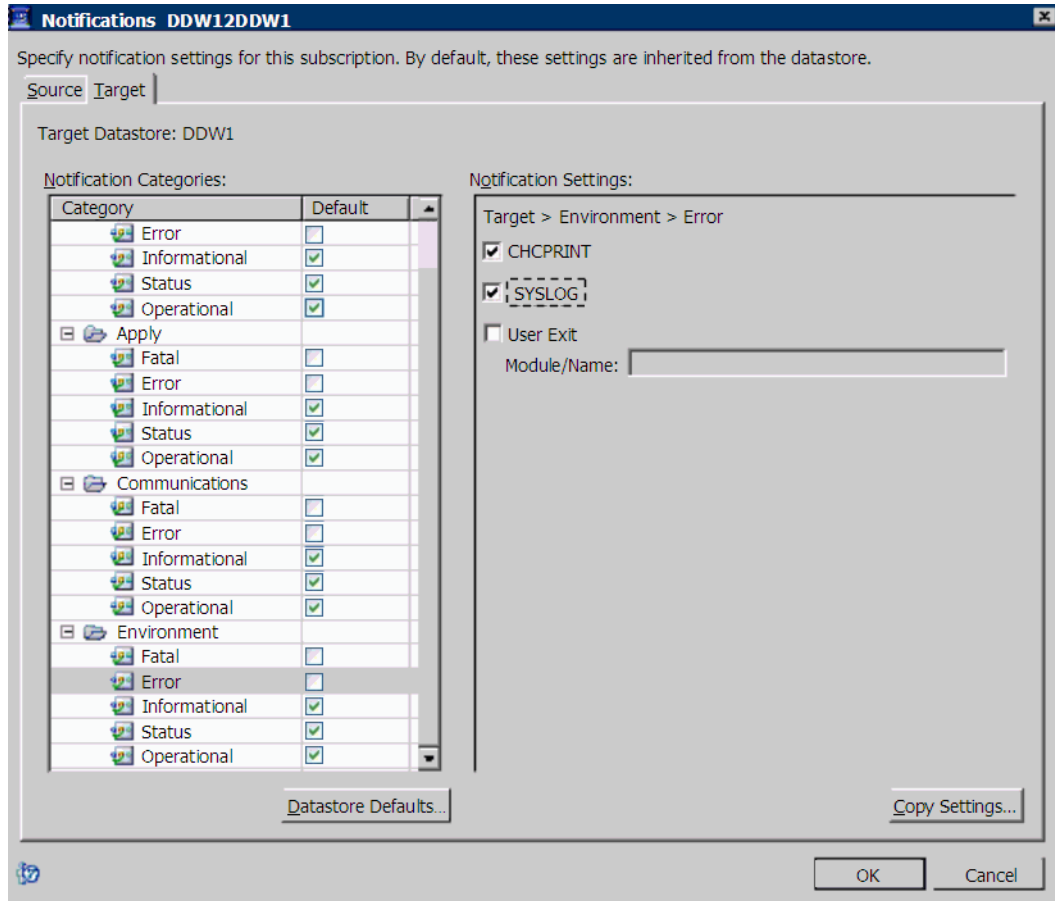 Notifications DDW12DDW1
Specify notification settings for this subscription. By default, these settings are inherited from the datastore.
Source Target
Target Datastore: DDW1
Notification Categories:
Category Default
Error
Informational
Status
Operational
Apply
Fatal
Error
Informational
Status
Operational
Communications
Fatal
Error
Informational
Status
Operational
Environment
Fatal
Error
Informational
Status
Operational
Datastore Defaults...
Notification Settings:
Target > Environment > Error
CHCPRINT
SYSLOG
User Exit
Module/Name:
Copy Settings...
OK Cancel